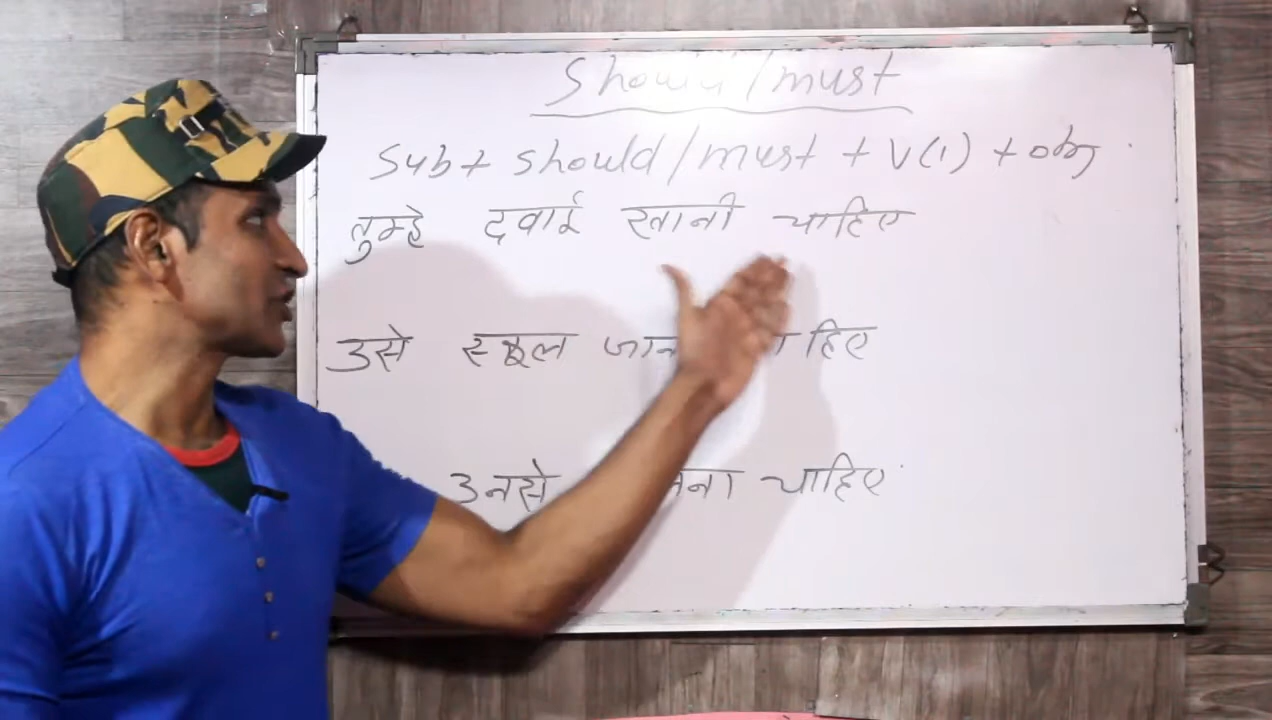 Should/must
Sub + should/must + V(1) + obj
तुम्हे दवाई खानी चाहिए
उसे स्कूल
उनसे चाहिए